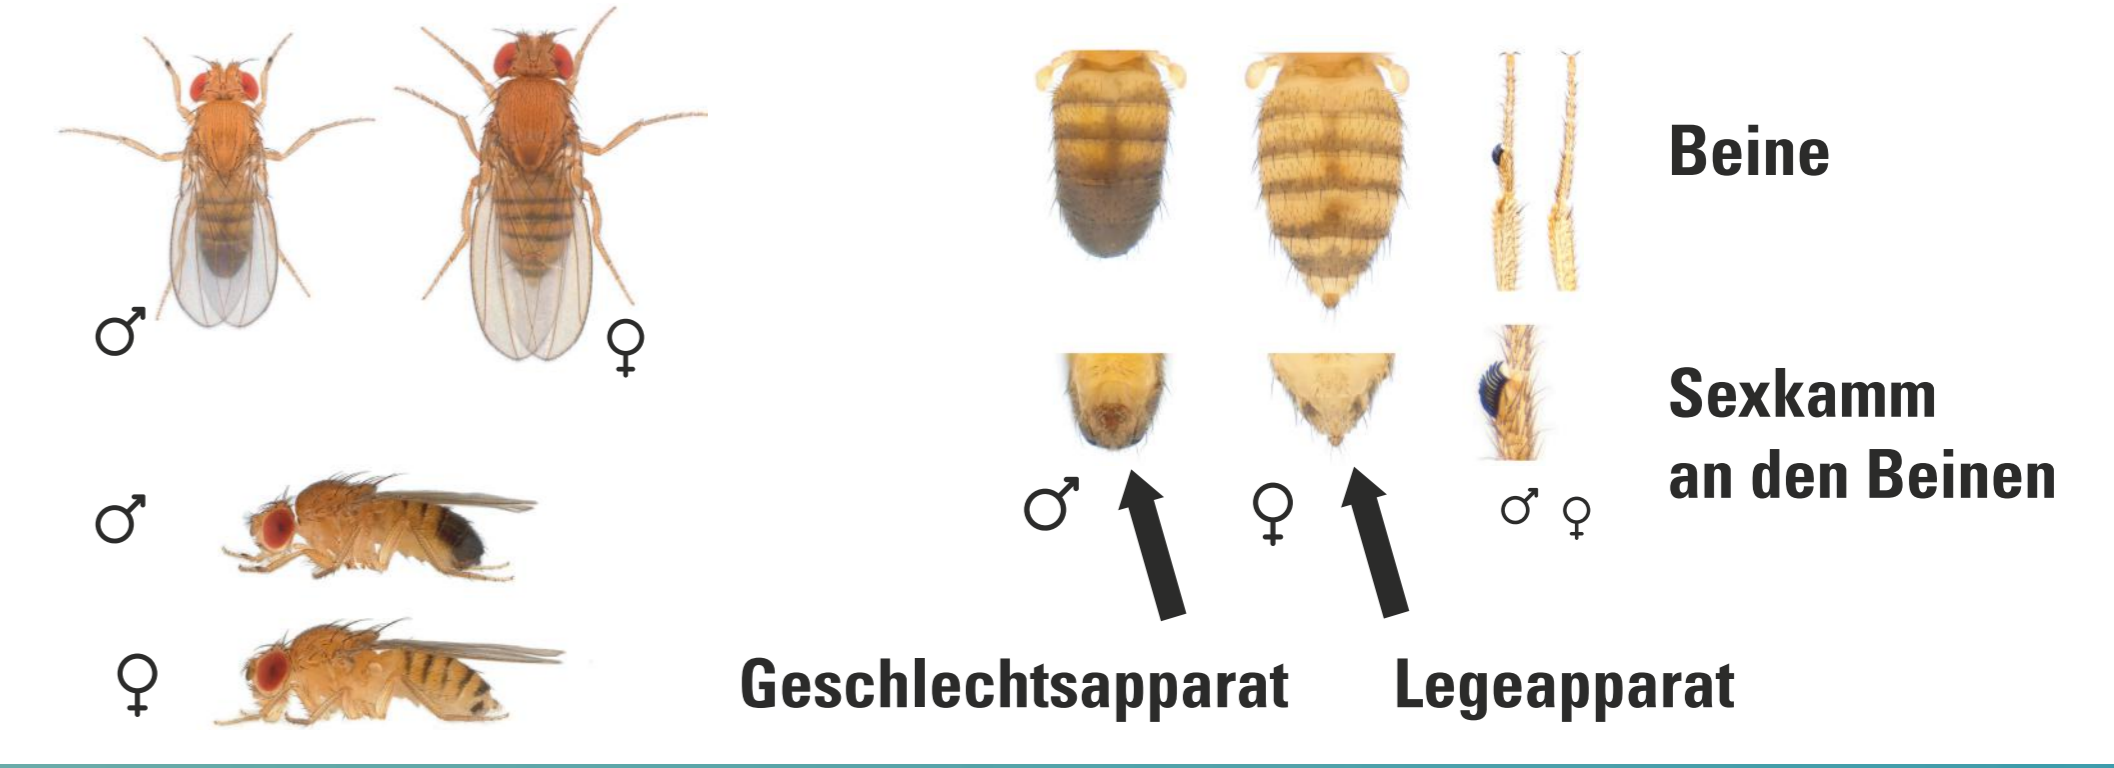 Beine
Sexkamm
an den Beinen
♂
♀
♂
♀
♂
♀
♂ ♀
Geschlechtsapparat
Legeapparat